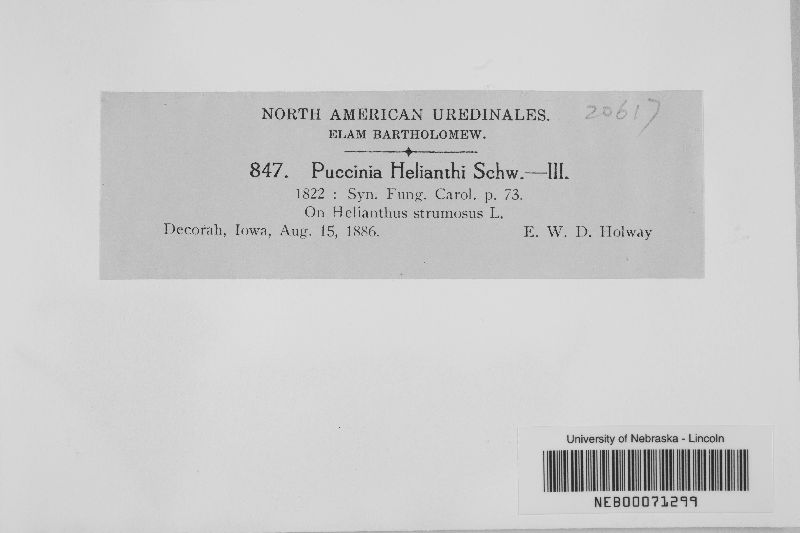 NORTH AMERICAN UREDINALES.
20617
ELAM BARTHOLOMEW.
847. Puccinia Helianthi Schw.—III.
1822 : Syn. Fung. Carol. p. 73.
On Helianthus strumosus L.
Decorah, Iowa, Aug. 15, 1886. E. W. D. Holway
University of Nebraska - Lincoln
NEB00071299